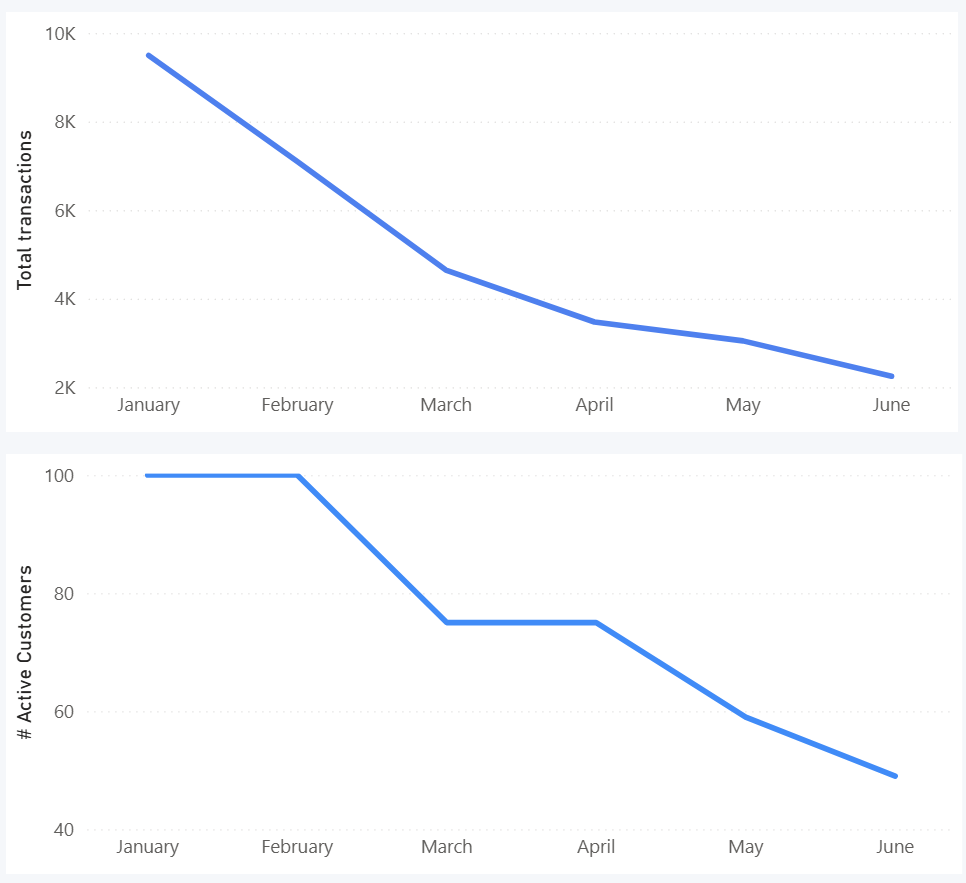 10K
8K
6K
4K
2K
Total transactions
January February March April May June
100
80
60
40
# Active Customers
January February March April May June